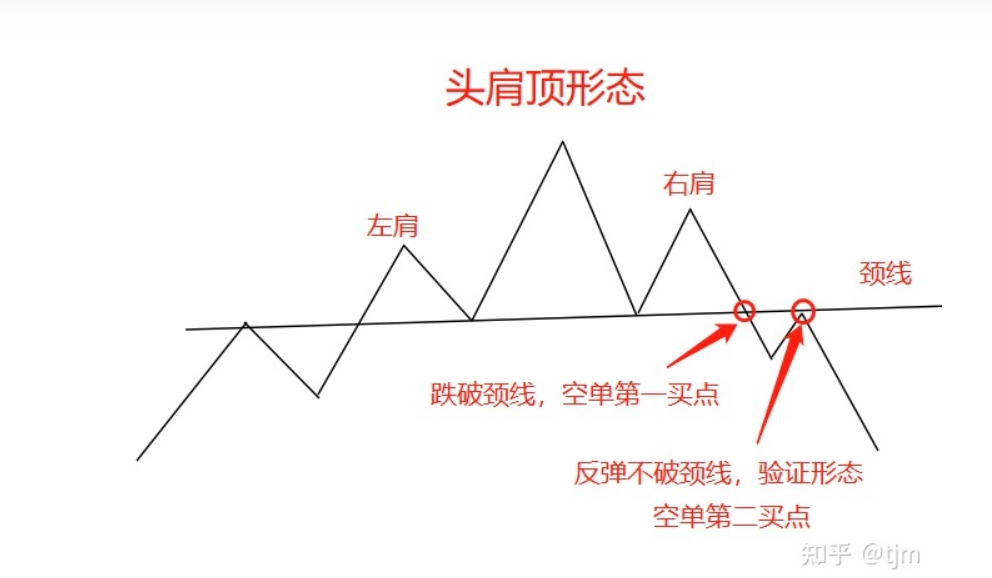 头肩顶形态
右肩
左肩
颈线
跌破颈线，空单第一买点
反弹不破颈线，验证形态
空单第二买点
知乎 @tjm